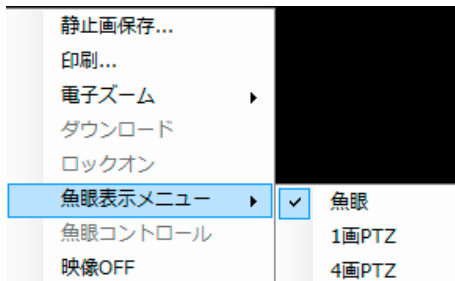 静止画保存...
印刷...
電子ズーム
ダウンロード
ロックオン
魚眼表示メニュー
魚眼コントロール
映像OFF
魚眼
1画PTZ
4画PTZ